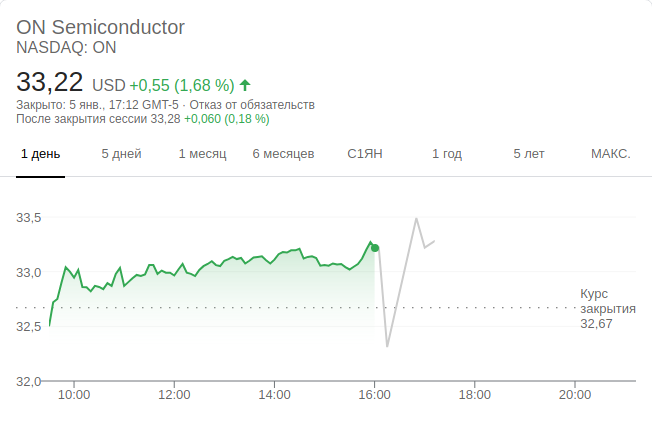 ON Semiconductor
NASDAQ: ON
33,22 USD +0,55 (1,68 %)
Закрыто: 5 янв., 17:12 GMT-5 · Отказ от обязательств
После закрытия сессии 33,28 +0,060 (0,18 %)
1 день 5 дней 1 месяц 6 месяцев С1ЯН 1 год 5 лет МАКС.
33,5
33,0
Курс
закрытия
32,67
32,5
32,0
10:00 12:00 14:00 16:00 18:00 20:00